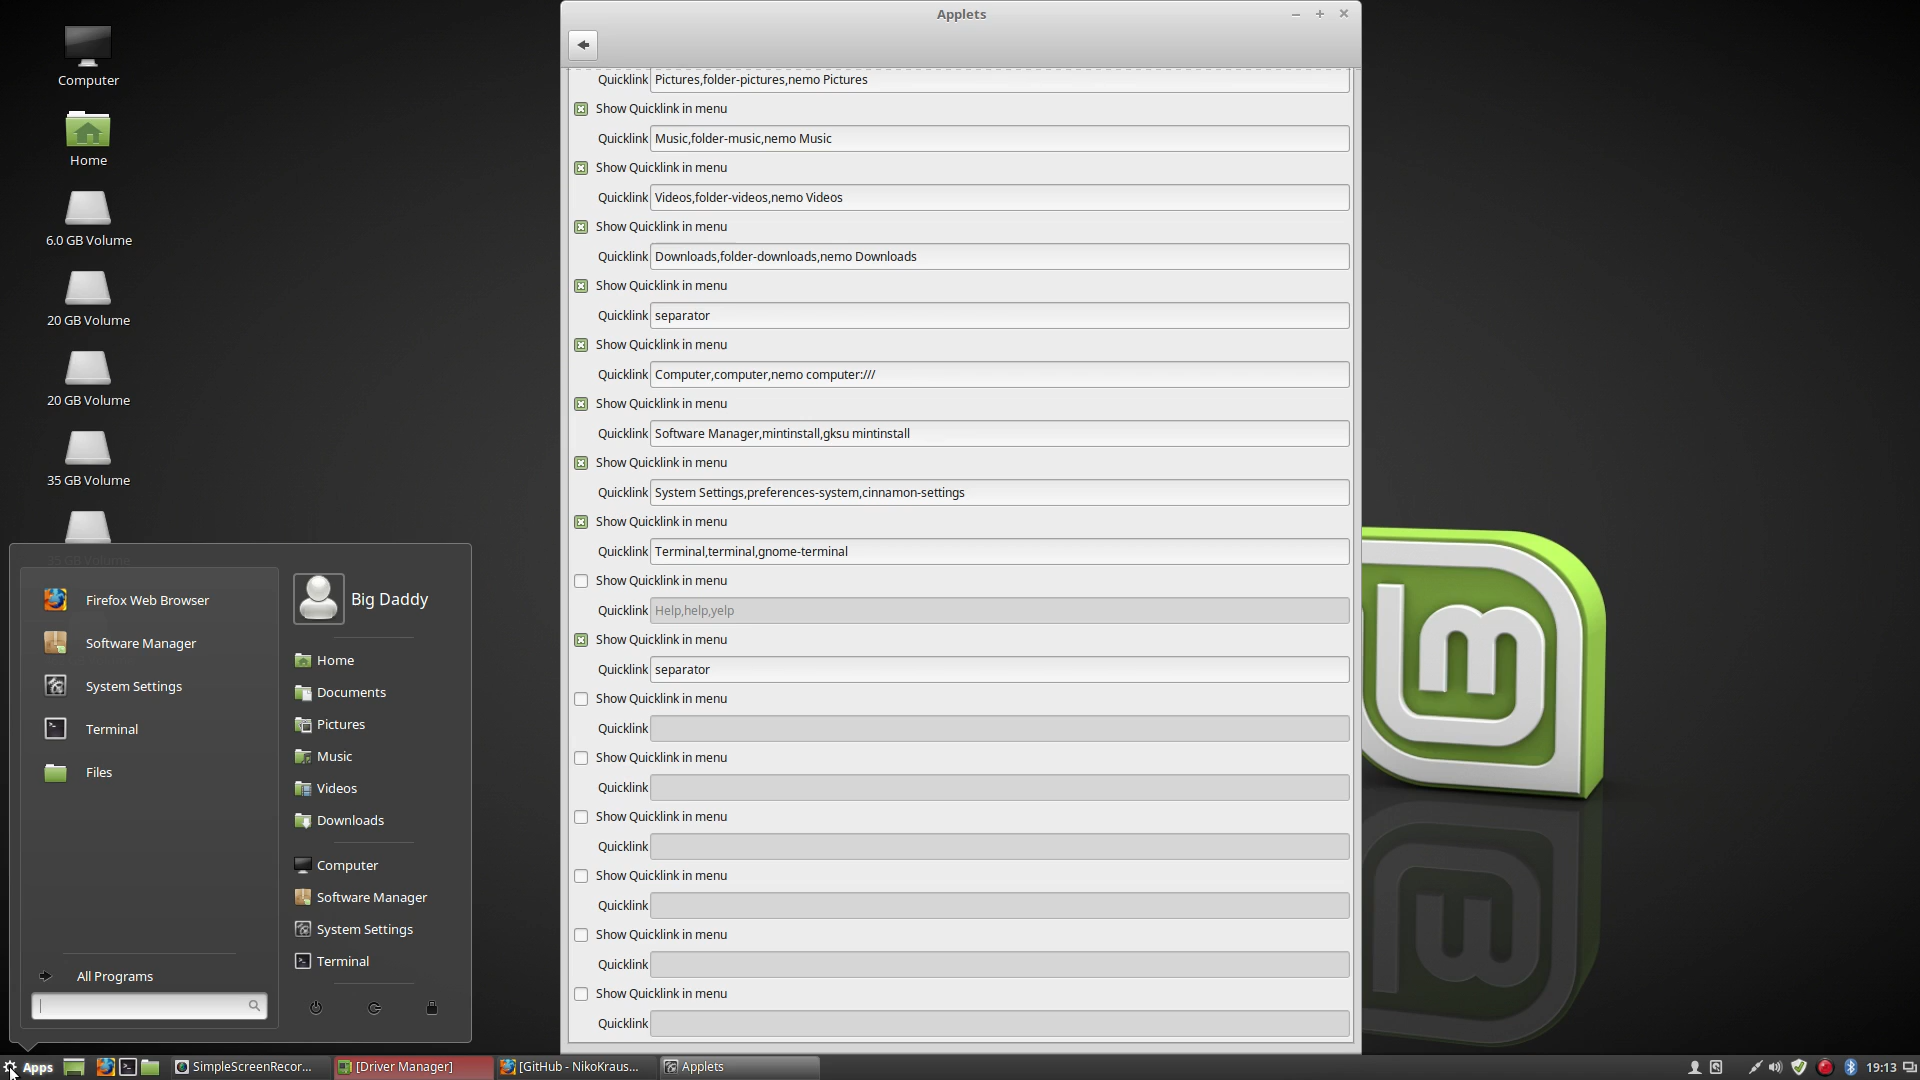 Applets
Computer
Home
6.0 GB Volume
20 GB Volume
20 GB Volume
35 GB Volume
35 GB Volume
Quicklink Pictures,folder-pictures,nemo Pictures
Show Quicklink in menu
Quicklink Music,folder-music,nemo Music
Show Quicklink in menu
Quicklink Videos,folder-videos,nemo Videos
Show Quicklink in menu
Quicklink Downloads,folder-downloads,nemo Downloads
Show Quicklink in menu
Quicklink separator
Show Quicklink in menu
Quicklink Computer,computer,nemo computer:///
Show Quicklink in menu
Quicklink Software Manager,mintinstall,gksu mintinstall
Show Quicklink in menu
Quicklink System Settings,preferences-system,cinnamon-settings
Show Quicklink in menu
Quicklink Terminal,terminal,gnome-terminal
Show Quicklink in menu
Quicklink Help,help,yelp
Show Quicklink in menu
Quicklink separator
Show Quicklink in menu
Quicklink
Show Quicklink in menu
Quicklink
Show Quicklink in menu
Quicklink
Show Quicklink in menu
Quicklink
Show Quicklink in menu
Quicklink
Show Quicklink in menu
Quicklink
Firefox Web Browser
Software Manager
System Settings
Terminal
Files
All Programs
Big Daddy
Home
Documents
Pictures
Music
Videos
Downloads
Computer
Software Manager
System Settings
Terminal
Apps
SimpleScreenRecor...
[Driver Manager]
[GitHub - NikoKraus...
Applets
19:13